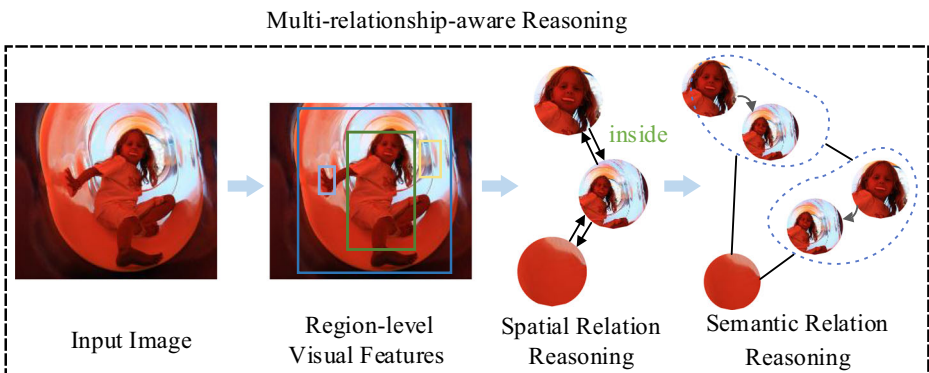 Multi-relationship-aware Reasoning
inside
Input Image
Region-level
Visual Features
Spatial Relation
Reasoning
Semantic Relation
Reasoning